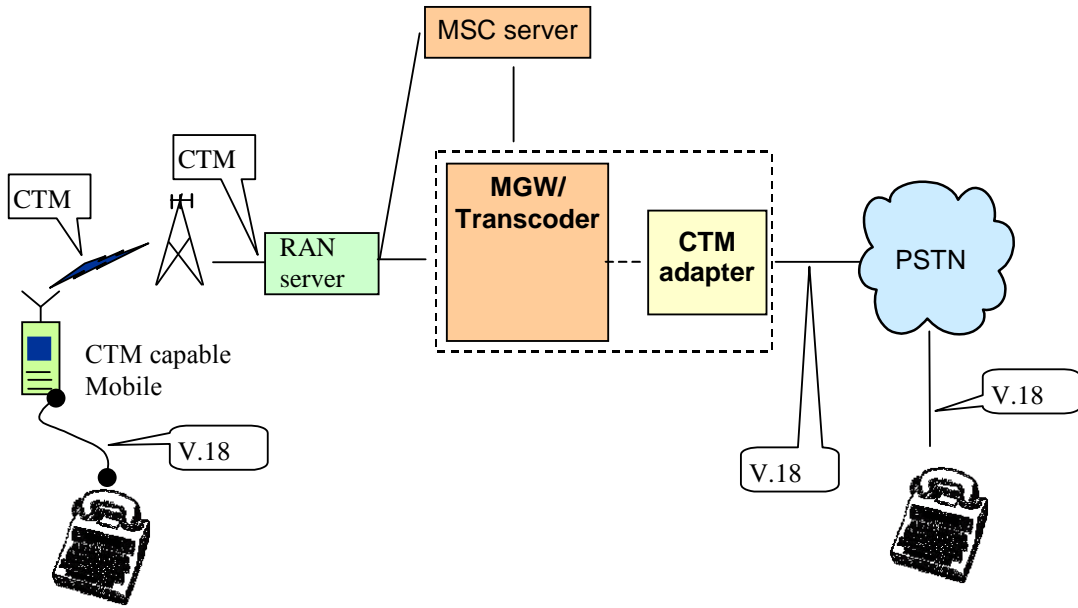 MSC server
CTM
CTM
MGW/
Transcoder
RAN
server
CTM
adapter
PSTN
CTM capable
Mobile
V.18
V.18
V.18